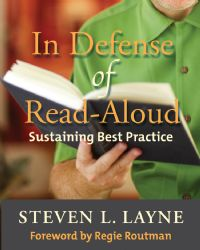 In Defense
of
Read-Aloud
Sustaining Best Practice
STEVEN L. LAYNE
Foreword by Regie Routman